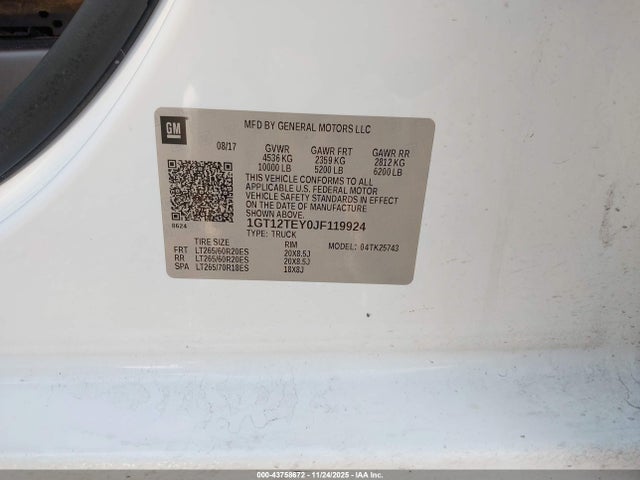 GM
MFD BY GENERAL MOTORS LLC
08/17 GVWR GAWR FRT GAWR RR
4536 KG 2359 KG 2812 KG
10000 LB 5200 LB 6200 LB
THIS VEHICLE CONFORMS TO ALL
APPLICABLE U.S. FEDERAL MOTOR
VEHICLE SAFETY STANDARDS IN EFFECT
ON THE DATE OF MANUFACTURE
1GT12TEY0JF119924
8624
TYPE: TRUCK
TIRE SIZE RIM MODEL: 04TK25743
FRT LT265/60R20ES 20X8.5J
RR LT265/60R20ES 20X8.5J
SPA LT265/70R18ES 18X8J
000-43758672 - 11/24/2025 - IAAI, INC.